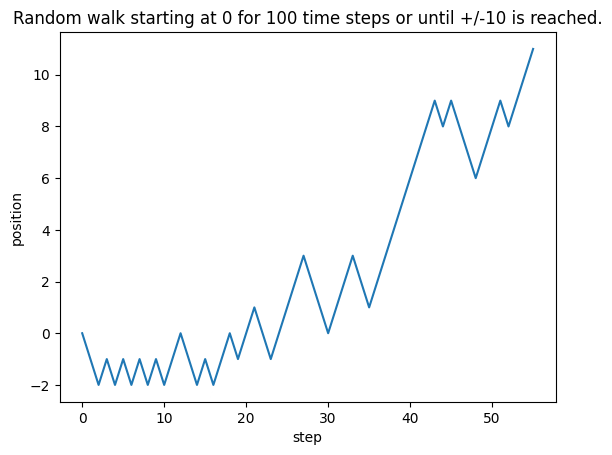 Random walk starting at 0 for 100 time steps or until +/-10 is reached.
10
8
6
4
2
0
−2
position
0 10 20 30 40 50
step